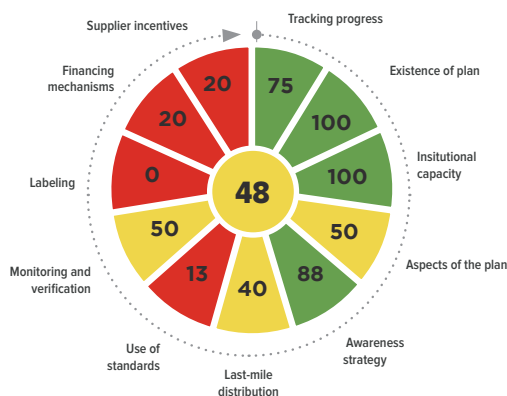 Supplier incentives
Tracking progress
Financing
mechanisms
Existence of plan
20
75
20
100
Insitutional
capacity
Labeling
0
100
48
50
50
Monitoring and
verification
Aspects of the plan
13
88
40
Use of
standards
Awareness
strategy
Last-mile
distribution